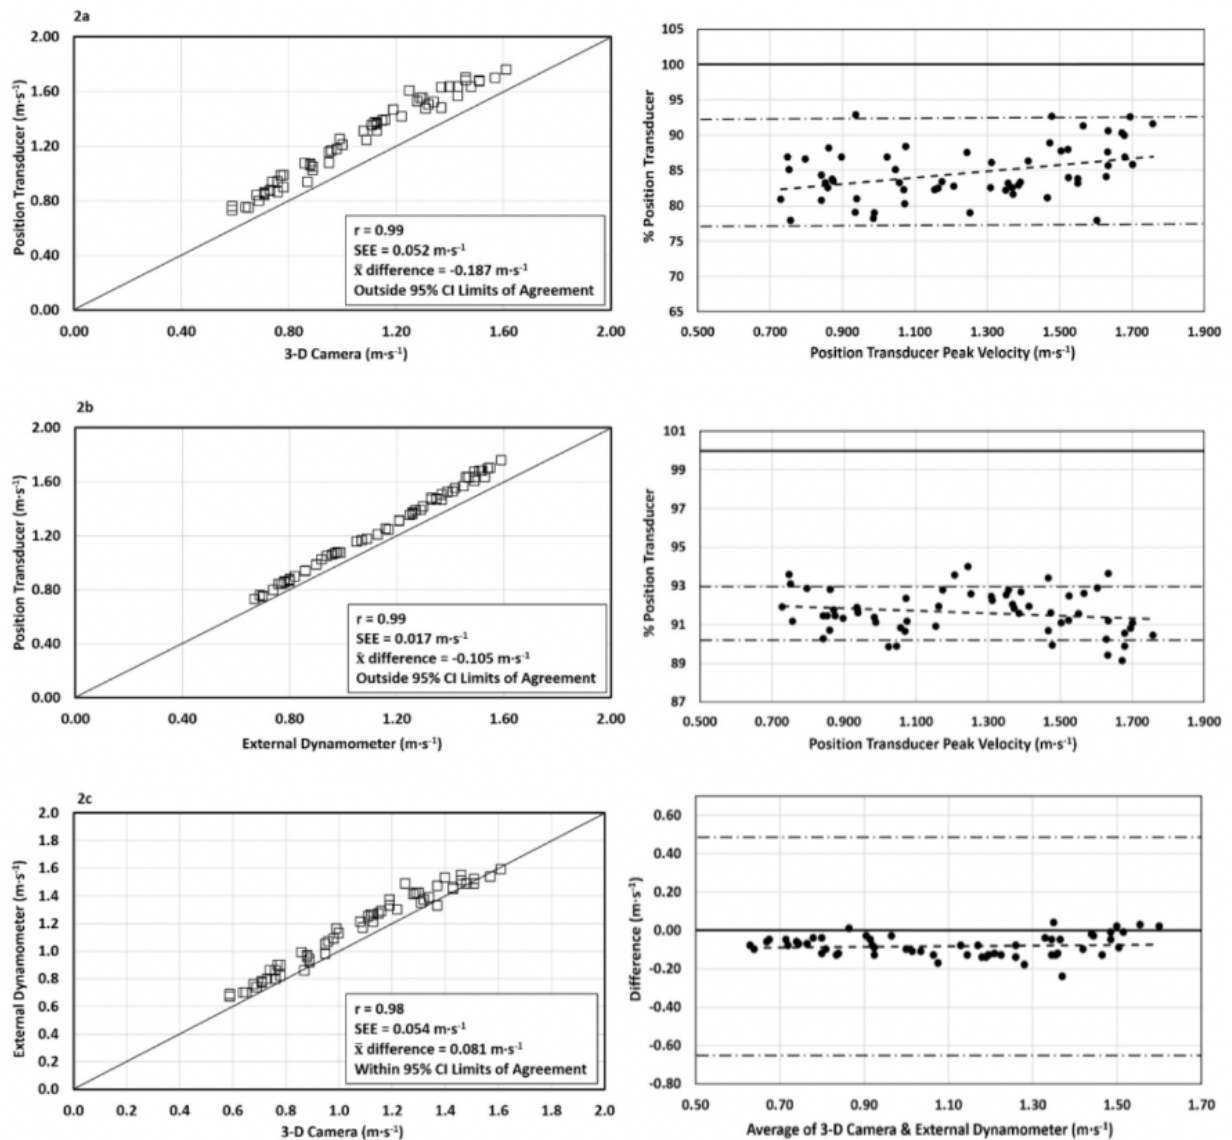 2a
2.00
1.60
1.20
0.80
0.40
0.00
Position Transducer (m·s⁻¹)
0.00 0.40 0.80 1.20 1.60 2.00
3-D Camera (m·s⁻¹)
r = 0.99
SEE = 0.052 m·s⁻¹
x̄ difference = -0.187 m·s⁻¹
Outside 95% CI Limits of Agreement
105
100
95
90
85
80
75
70
65
% Position Transducer
0.500 0.700 0.900 1.100 1.300 1.500 1.700 1.900
Position Transducer Peak Velocity (m·s⁻¹)
2b
2.00
1.60
1.20
0.80
0.40
0.00
Position Transducer (m·s⁻¹)
0.00 0.40 0.80 1.20 1.60 2.00
External Dynamometer (m·s⁻¹)
r = 0.99
SEE = 0.017 m·s⁻¹
x̄ difference = -0.105 m·s⁻¹
Outside 95% CI Limits of Agreement
101
99
97
95
93
91
89
87
% Position Transducer
0.500 0.700 0.900 1.100 1.300 1.500 1.700 1.900
Position Transducer Peak Velocity (m·s⁻¹)
2c
2.0
1.8
1.6
1.4
1.2
1.0
0.8
0.6
0.4
0.2
0.0
External Dynamometer (m·s⁻¹)
0.0 0.2 0.4 0.6 0.8 1.0 1.2 1.4 1.6 1.8 2.0
3-D Camera (m·s⁻¹)
r = 0.98
SEE = 0.054 m·s⁻¹
x̄ difference = 0.081 m·s⁻¹
Within 95% CI Limits of Agreement
0.60
0.40
0.20
0.00
-0.20
-0.40
-0.60
-0.80
Difference (m·s⁻¹)
0.50 0.70 0.90 1.10 1.30 1.50 1.70
Average of 3-D Camera & External Dynamometer (m·s⁻¹)